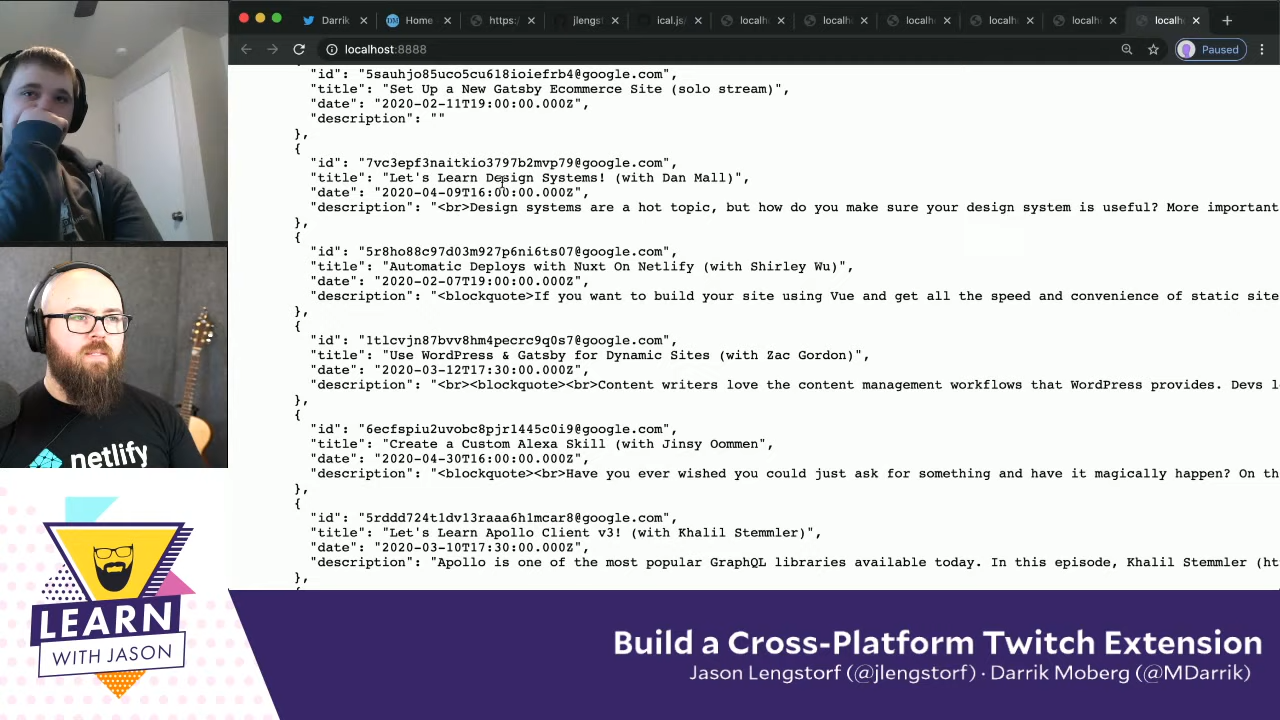 Darrik
Home
https:/
jlengst
ical.js/
localh
localh
localh
localh
localh
localh
localhost:8888
Paused
"id": "5sauhjo85uco5cu618ioiefrb4@google.com",
"title": "Set Up a New Gatsby Ecommerce Site (solo stream)",
"date": "2020-02-11T19:00:00.000Z",
"description": ""
},
{
"id": "7vc3epf3naitkio3797b2mvp79@google.com",
"title": "Let's Learn Design Systems! (with Dan Mall)",
"date": "2020-04-09T16:00:00.000Z",
"description": "<br>Design systems are a hot topic, but how do you make sure your design system is useful? More important
},
{
"id": "5r8ho88c97d03m927p6ni6ts07@google.com",
"title": "Automatic Deploys with Nuxt On Netlify (with Shirley Wu)",
"date": "2020-02-07T19:00:00.000Z",
"description": "<blockquote>If you want to build your site using Vue and get all the speed and convenience of static site
},
{
"id": "1tlcvjn87bvv8hm4pecrc9q0s7@google.com",
"title": "Use WordPress & Gatsby for Dynamic Sites (with Zac Gordon)",
"date": "2020-03-12T17:30:00.000Z",
"description": "<br><blockquote><br>Content writers love the content management workflows that WordPress provides. Devs l
},
{
"id": "6ecfspiu2uvobc8pjr1445c0i9@google.com",
"title": "Create a Custom Alexa Skill (with Jinsy Oommen",
"date": "2020-04-30T16:00:00.000Z",
"description": "<blockquote><br>Have you ever wished you could just ask for something and have it magically happen? On th
},
{
"id": "5rddd724t1dv13raaa6h1mcar8@google.com",
"title": "Let's Learn Apollo Client v3! (with Khalil Stemmler)",
"date": "2020-03-10T17:30:00.000Z",
"description": "Apollo is one of the most popular GraphQL libraries available today. In this episode, Khalil Stemmler (ht
},
{
netlify
LEARN
WITH JASON
Build a Cross-Platform Twitch Extension
Jason Lengstorf (@jlengstorf) · Darrik Moberg (@MDarrik)